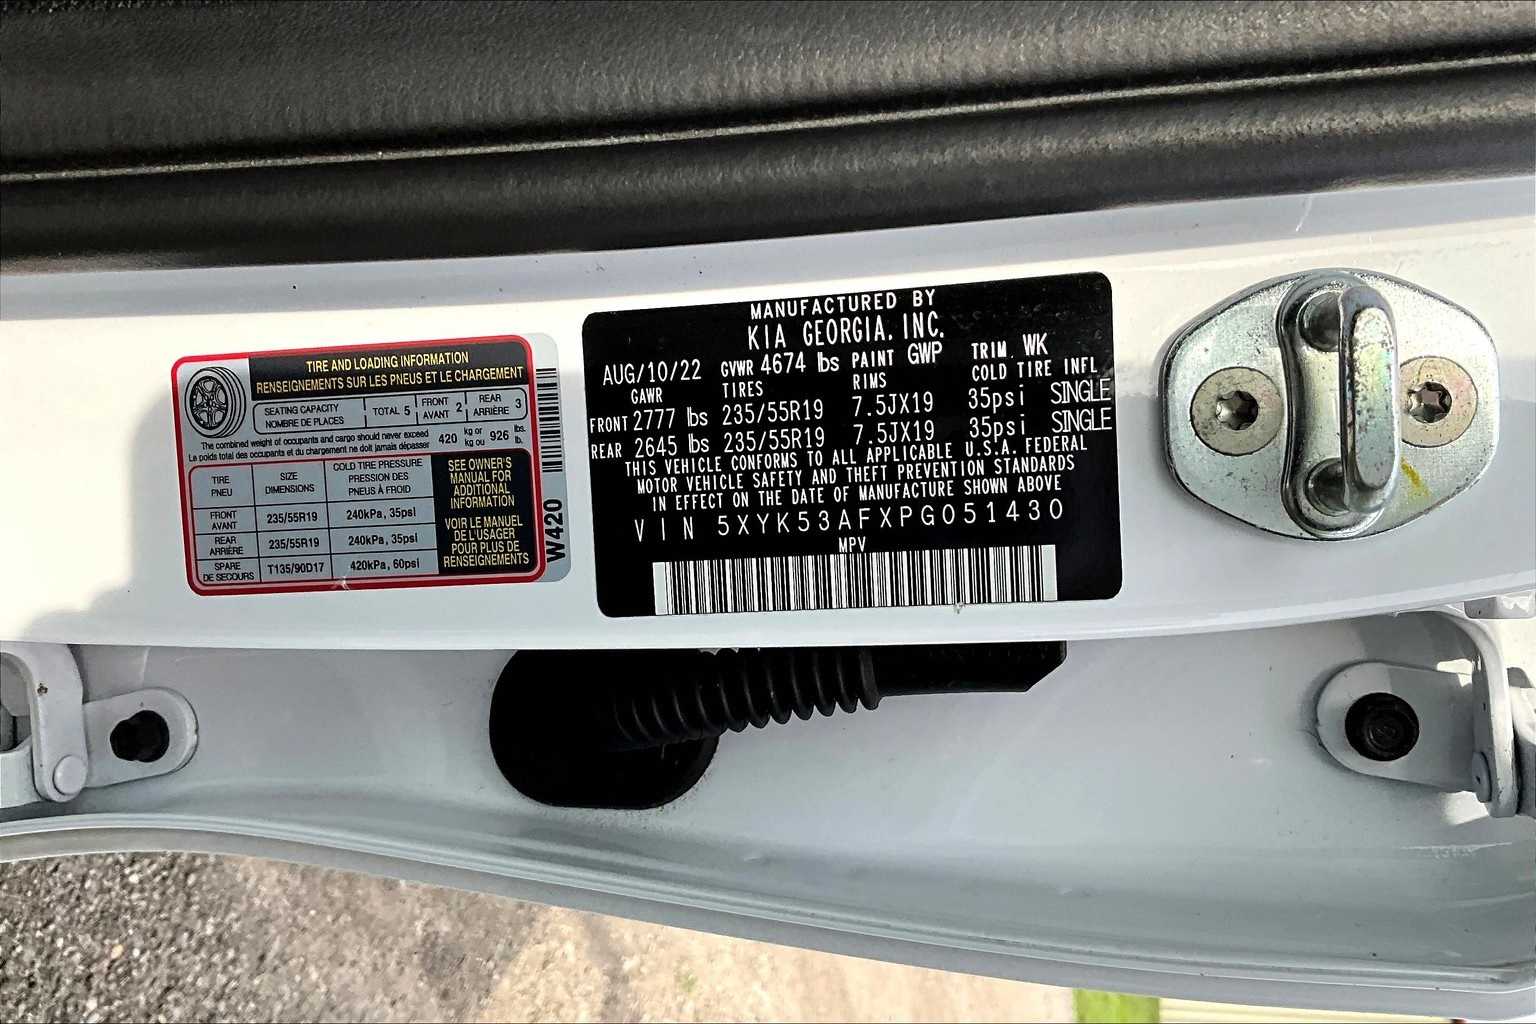 TIRE AND LOADING INFORMATION
RENSEIGNEMENTS SUR LES PNEUS ET LE CHARGEMENT
SEATING CAPACITY
NOMBRE DE PLACES
TOTAL 5
FRONT
AVANT 2
REAR
ARRIÈRE 3
The combined weight of occupants and cargo should never exceed
Le poids total des occupants et du chargement ne doit jamais dépasser
420 kg or
kg ou 926 lbs.
lb.
TIRE
PNEU
SIZE
DIMENSIONS
COLD TIRE PRESSURE
PRESSION DES
PNEUS À FROID
FRONT
AVANT
235/55R19
240kPa, 35psi
REAR
ARRIÈRE
235/55R19
240kPa, 35psi
SPARE
DE SECOURS
T135/90D17
420kPa, 60psi
SEE OWNER'S
MANUAL FOR
ADDITIONAL
INFORMATION
VOIR LE MANUEL
DE L'USAGER
POUR PLUS DE
RENSEIGNEMENTS
W420
MANUFACTURED BY
KIA GEORGIA, INC.
AUG/10/22 GVWR 4674 lbs PAINT GWP TRIM WK
GAWR TIRES RIMS COLD TIRE INFL
FRONT 2777 lbs 235/55R19 7.5JX19 35psi SINGLE
REAR 2645 lbs 235/55R19 7.5JX19 35psi SINGLE
THIS VEHICLE CONFORMS TO ALL APPLICABLE U.S.A. FEDERAL
MOTOR VEHICLE SAFETY AND THEFT PREVENTION STANDARDS
IN EFFECT ON THE DATE OF MANUFACTURE SHOWN ABOVE
VIN 5XYK53AFXPG051430
MPV